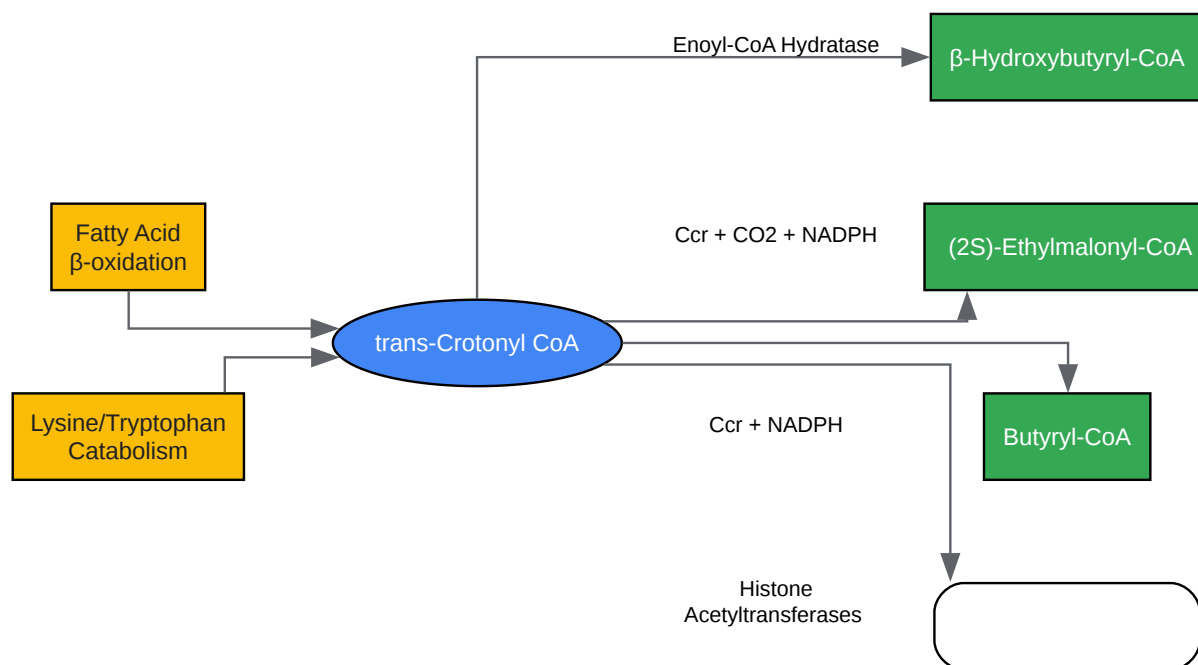 Enoyl-CoA Hydratase
β-Hydroxybutyryl-CoA
Fatty Acid
β-oxidation
Ccr + CO2 + NADPH
(2S)-Ethylmalonyl-CoA
trans-Crotonyl CoA
Lysine/Tryptophan
Catabolism
Ccr + NADPH
Butyryl-CoA
Histone
Acetyltransferases